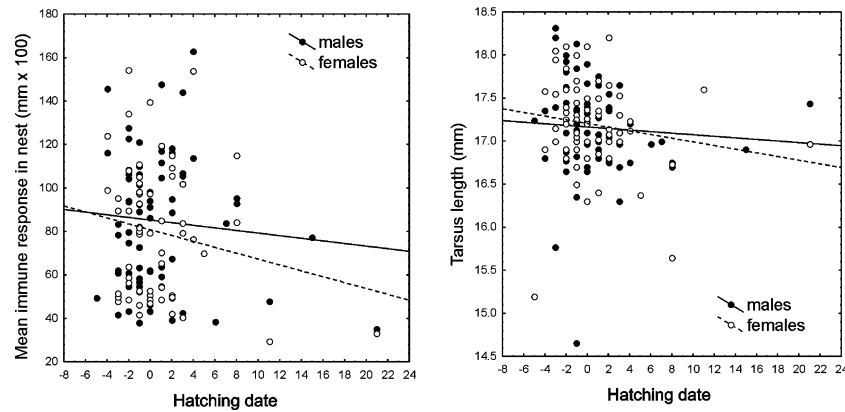 Mean immune response in nest (mm x 100)
180
160
140
120
100
80
60
40
20
-8 -6 -4 -2 0 2 4 6 8 10 12 14 16 18 20 22 24
Hatching date
males
females
Tarsus length (mm)
18.5
18.0
17.5
17.0
16.5
16.0
15.5
15.0
14.5
-8 -6 -4 -2 0 2 4 6 8 10 12 14 16 18 20 22 24
Hatching date
males
females